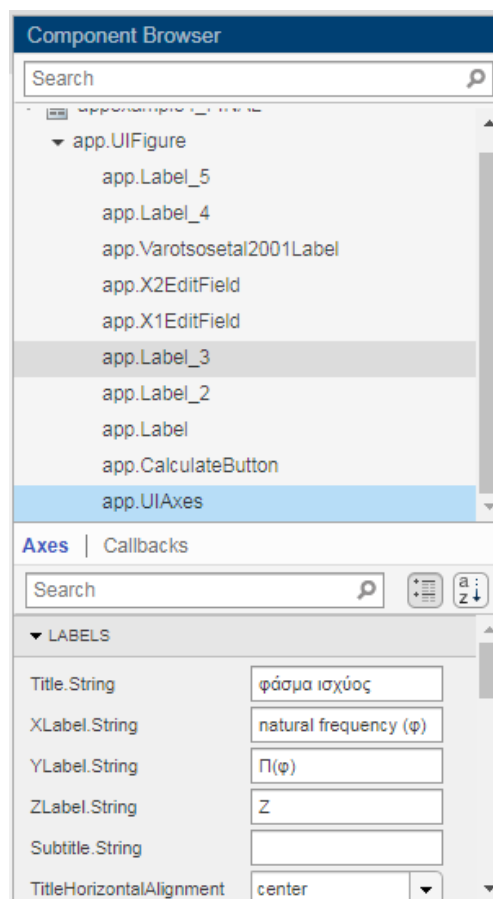 Component Browser
Search
app.UIFigure
app.Label_5
app.Label_4
app.Varotsosetal2001Label
app.X2EditField
app.X1EditField
app.Label_3
app.Label_2
app.Label
app.CalculateButton
app.UIAxes
Axes | Callbacks
Search
LABELS
Title.String φάσμα ισχύος
XLabel.String natural frequency (φ)
YLabel.String Π(φ)
ZLabel.String Z
Subtitle.String
TitleHorizontalAlignment center